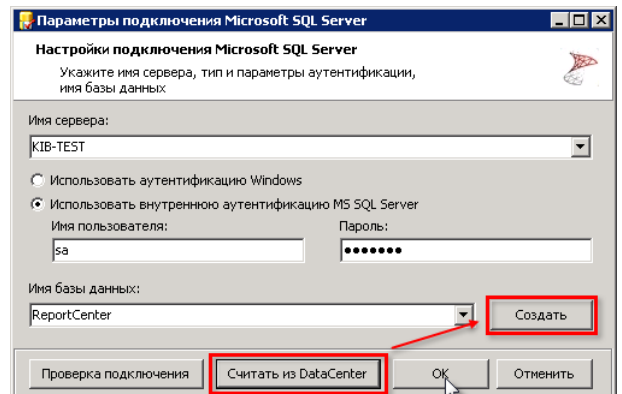 Параметры подключения Microsoft SQL Server
Настройки подключения Microsoft SQL Server
Укажите имя сервера, тип и параметры аутентификации,
имя базы данных
Имя сервера:
KIB-TEST
Использовать аутентификацию Windows
Использовать внутреннюю аутентификацию MS SQL Server
Имя пользователя: Пароль:
sa •••••••
Имя базы данных:
ReportCenter Создать
Проверка подключения Считать из DataCenter OK Отменить